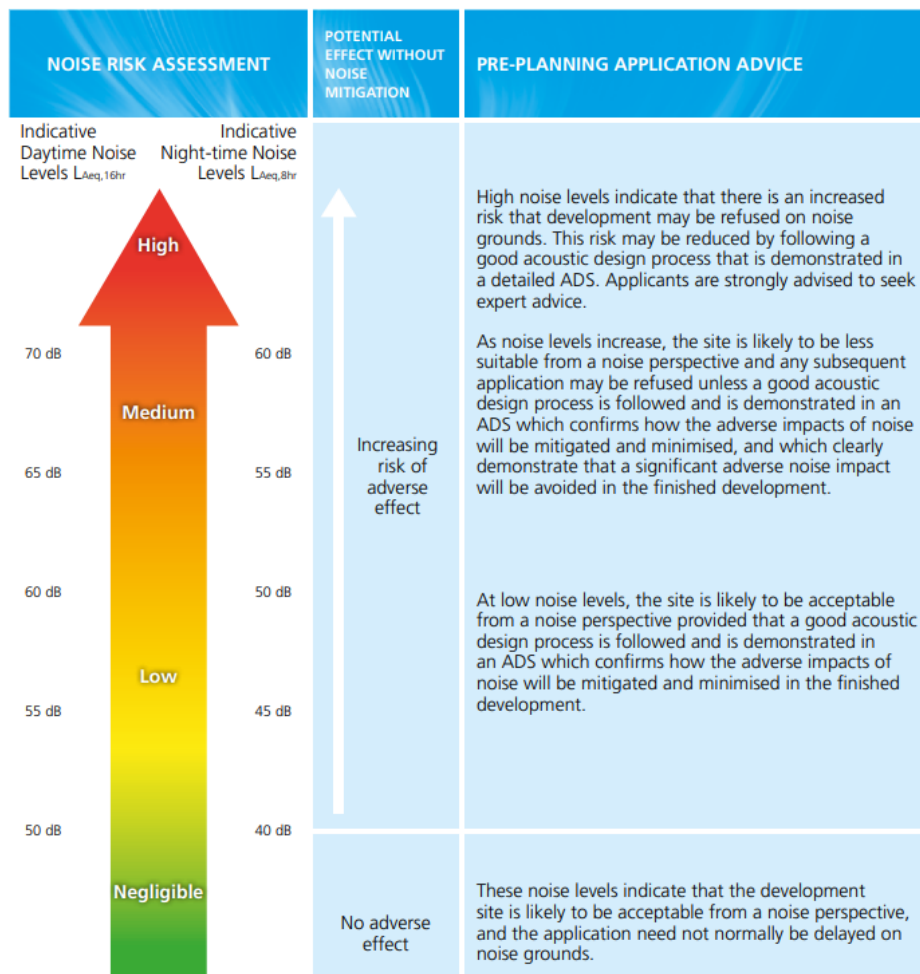 NOISE RISK ASSESSMENT
POTENTIAL
EFFECT WITHOUT
NOISE
MITIGATION
PRE-PLANNING APPLICATION ADVICE
Indicative
Daytime Noise
Levels LAeq,16hr
Indicative
Night-time Noise
Levels LAeq,8hr
High
70 dB
60 dB
Medium
65 dB
55 dB
60 dB
50 dB
Low
55 dB
45 dB
50 dB
40 dB
Negligible
Increasing
risk of
adverse
effect
No adverse
effect
High noise levels indicate that there is an increased
risk that development may be refused on noise
grounds. This risk may be reduced by following a
good acoustic design process that is demonstrated in
a detailed ADS. Applicants are strongly advised to seek
expert advice.
As noise levels increase, the site is likely to be less
suitable from a noise perspective and any subsequent
application may be refused unless a good acoustic
design process is followed and is demonstrated in an
ADS which confirms how the adverse impacts of noise
will be mitigated and minimised, and which clearly
demonstrate that a significant adverse noise impact
will be avoided in the finished development.
At low noise levels, the site is likely to be acceptable
from a noise perspective provided that a good acoustic
design process is followed and is demonstrated in
an ADS which confirms how the adverse impacts of
noise will be mitigated and minimised in the finished
development.
These noise levels indicate that the development
site is likely to be acceptable from a noise perspective,
and the application need not normally be delayed on
noise grounds.